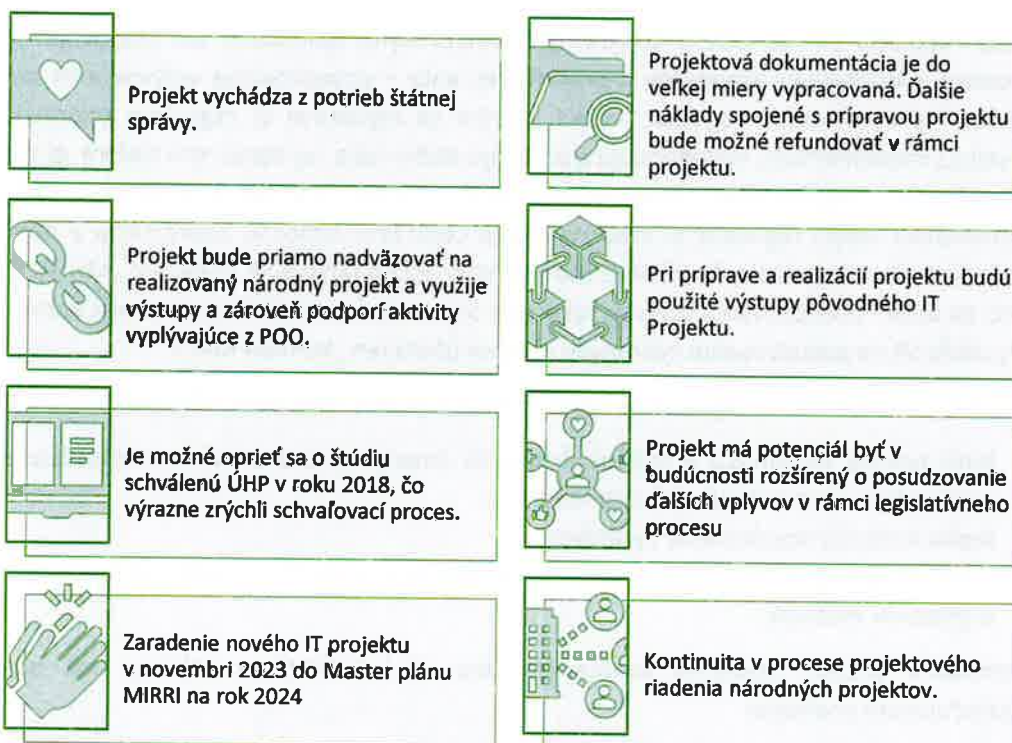 Projekt vychádza z potrieb štátnej
správy.
Projektová dokumentácia je do
veľkej miery vypracovaná. Ďalšie
náklady spojené s prípravou projektu
bude možné refundovať v rámci
projektu.
Projekt bude priamo nadväzovať na
realizovaný národný projekt a využije
výstupy a zároveň podporí aktivity
vyplývajúce z POO.
Pri príprave a realizácií projektu budú
použité výstupy pôvodného IT
Projektu.
Je možné oprieť sa o štúdiu
schválenú ÚHP v roku 2018, čo
výrazne zrýchli schvaľovací proces.
Projekt má potenciál byť v
budúcnosti rozšírený o posudzovanie
ďalších vplyvov v rámci legislatívneho
procesu
Zaradenie nového IT projektu
v novembri 2023 do Master plánu
MIRRI na rok 2024
Kontinuita v procese projektového
riadenia národných projektov.